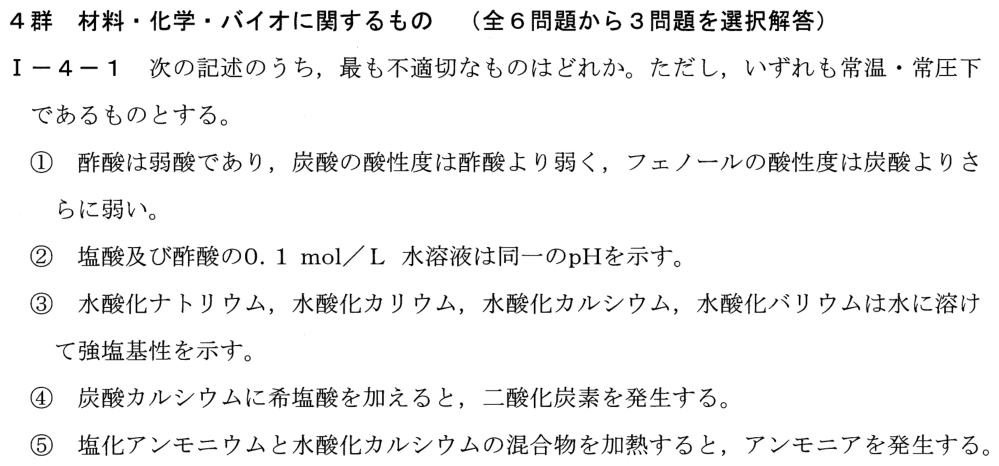 ４群　材料・化学・バイオに関するもの　（全６問題から３問題を選択解答）
Ⅰ－４－１　次の記述のうち，最も不適切なものはどれか。ただし，いずれも常温・常圧下
であるものとする。
①　酢酸は弱酸であり，炭酸の酸性度は酢酸より弱く，フェノールの酸性度は炭酸よりさ
らに弱い。
②　塩酸及び酢酸の0.1 mol／L 水溶液は同一のpHを示す。
③　水酸化ナトリウム，水酸化カリウム，水酸化カルシウム，水酸化バリウムは水に溶け
て強塩基性を示す。
④　炭酸カルシウムに希塩酸を加えると，二酸化炭素を発生する。
⑤　塩化アンモニウムと水酸化カルシウムの混合物を加熱すると，アンモニアを発生する。